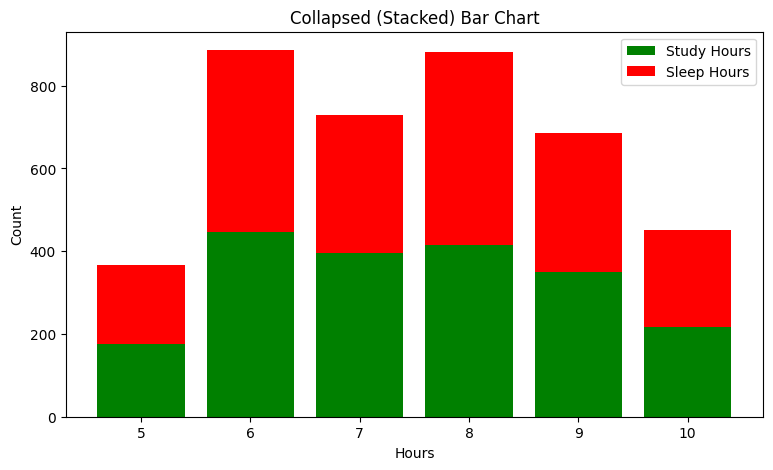 Collapsed (Stacked) Bar Chart
Study Hours
Sleep Hours
Count
800
600
400
200
0
5 6 7 8 9 10
Hours